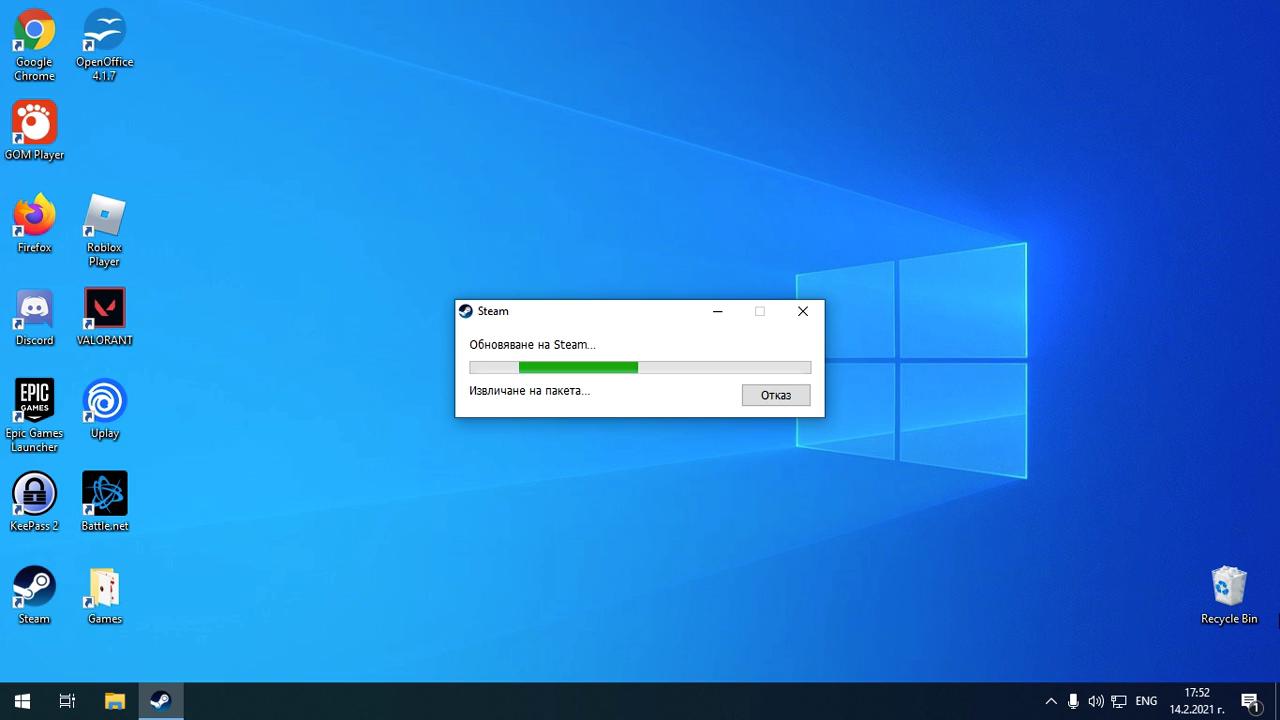 Google
Chrome
OpenOffice
4.1.7
GOM Player
Firefox
Roblox
Player
Discord
VALORANT
EPIC
GAMES
Epic Games
Launcher
Uplay
KeePass 2
Battle.net
Steam
Games
Steam
Обновяване на Steam...
Извличане на пакета...
Отказ
Recycle Bin
ENG
17:52
14.2.2021 г.
1